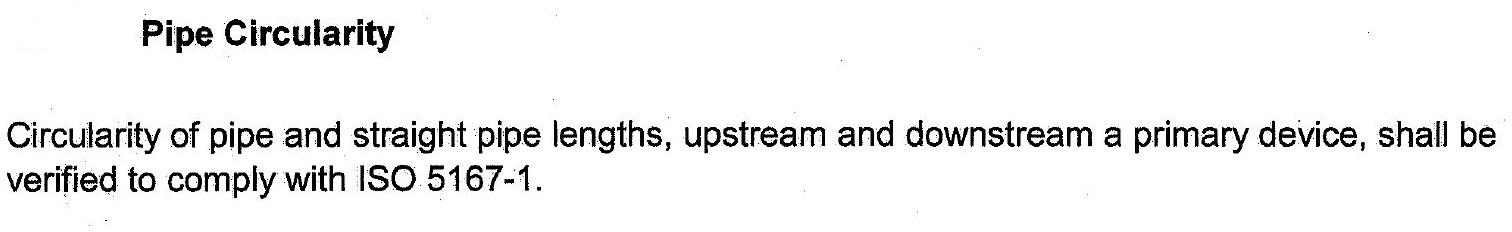 Pipe Circularity
Circularity of pipe and straight pipe lengths, upstream and downstream a primary device, shall be
verified to comply with ISO 5167-1.